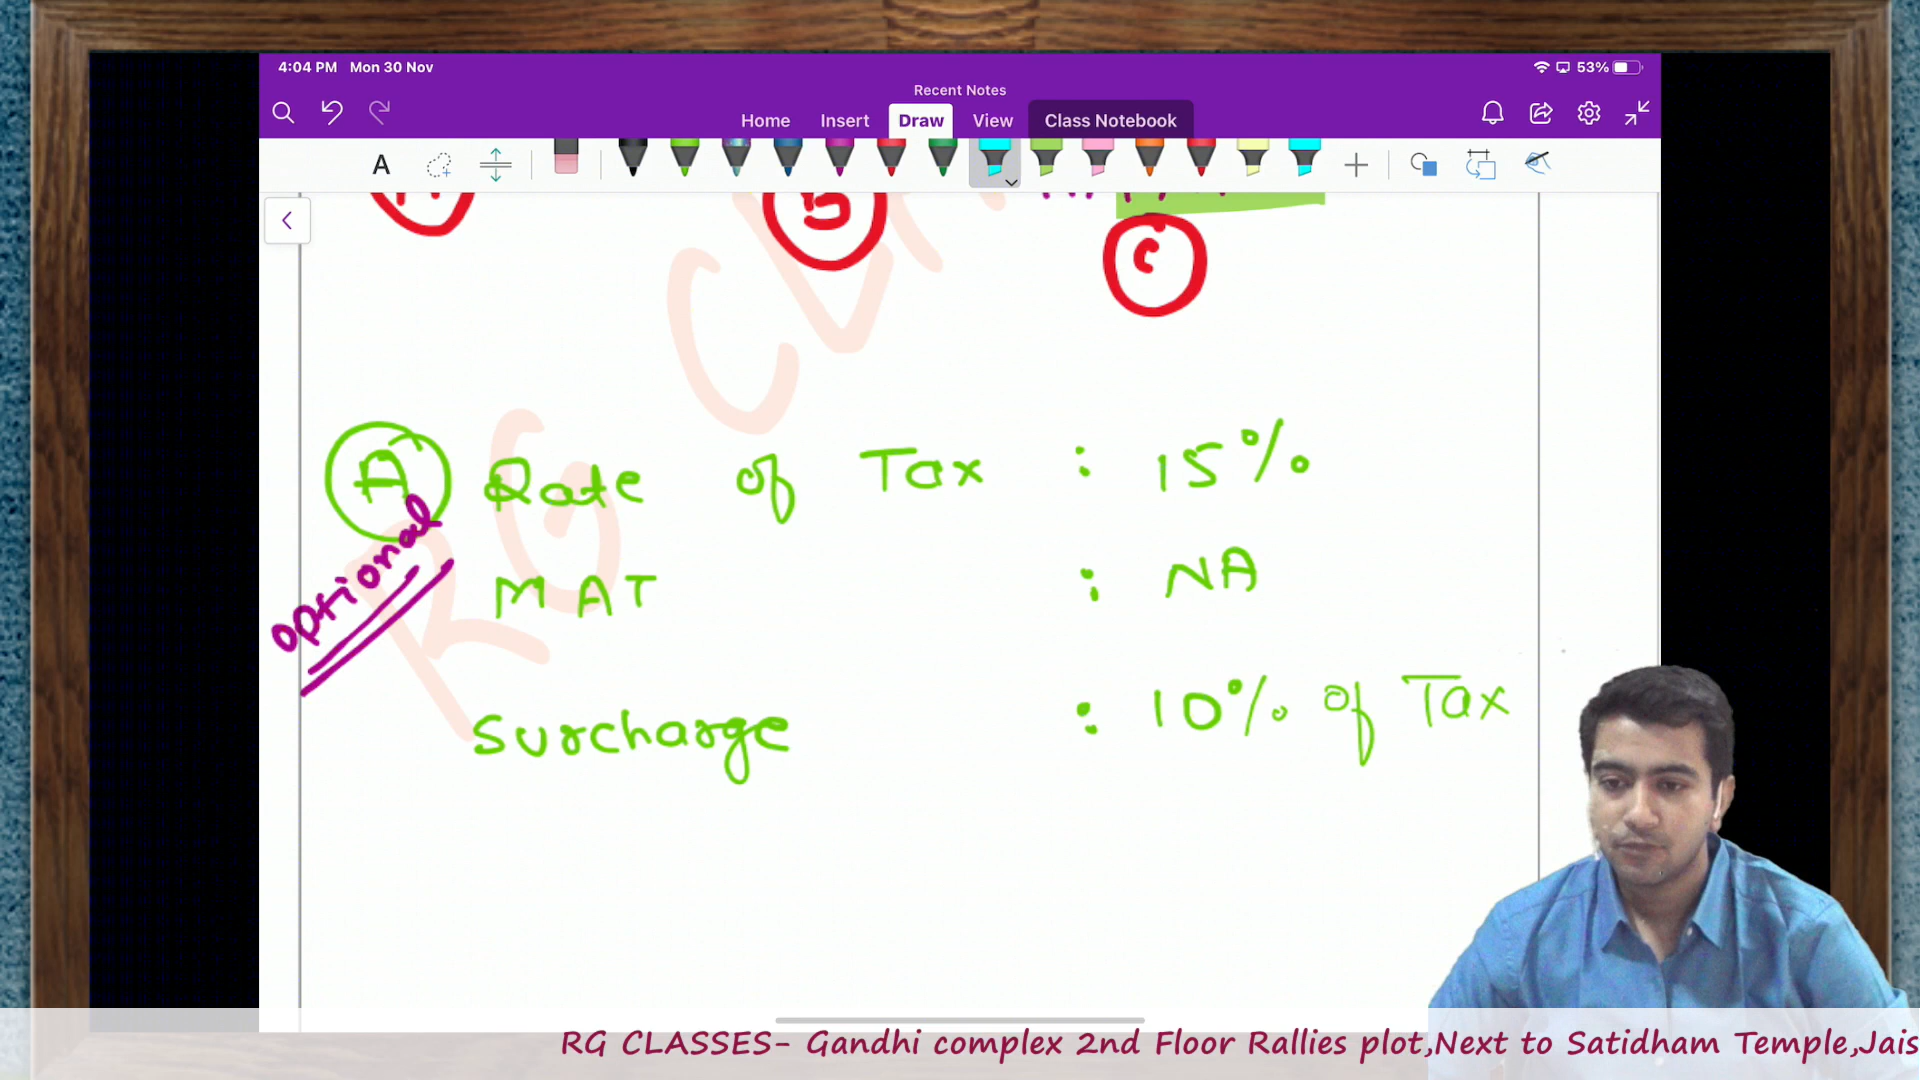 4:04 PM Mon 30 Nov
53%
Recent Notes
Home Insert Draw View Class Notebook
A
B
C
A Rate of Tax : 15%
optional
MAT : NA
Surcharge : 10% of Tax
RG CLA
RG CLASSES- Gandhi complex 2nd Floor Rallies plot,Next to Satidham Temple,Jais